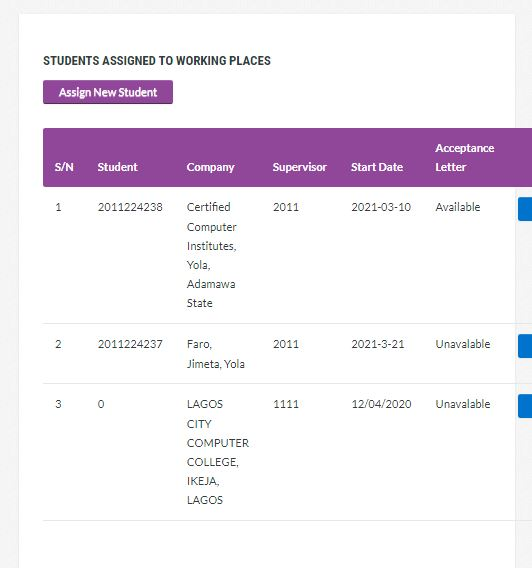 STUDENTS ASSIGNED TO WORKING PLACES
Assign New Student
S/N Student Company Supervisor Start Date Acceptance Letter
1 2011224238 Certified 2011 2021-03-10 Available
Computer
Institutes,
Yola,
Adamawa
State
2 2011224237 Faro, 2011 2021-3-21 Unavalable
Jimeta, Yola
3 0 LAGOS 1111 12/04/2020 Unavalable
CITY
COMPUTER
COLLEGE,
IKEJA,
LAGOS